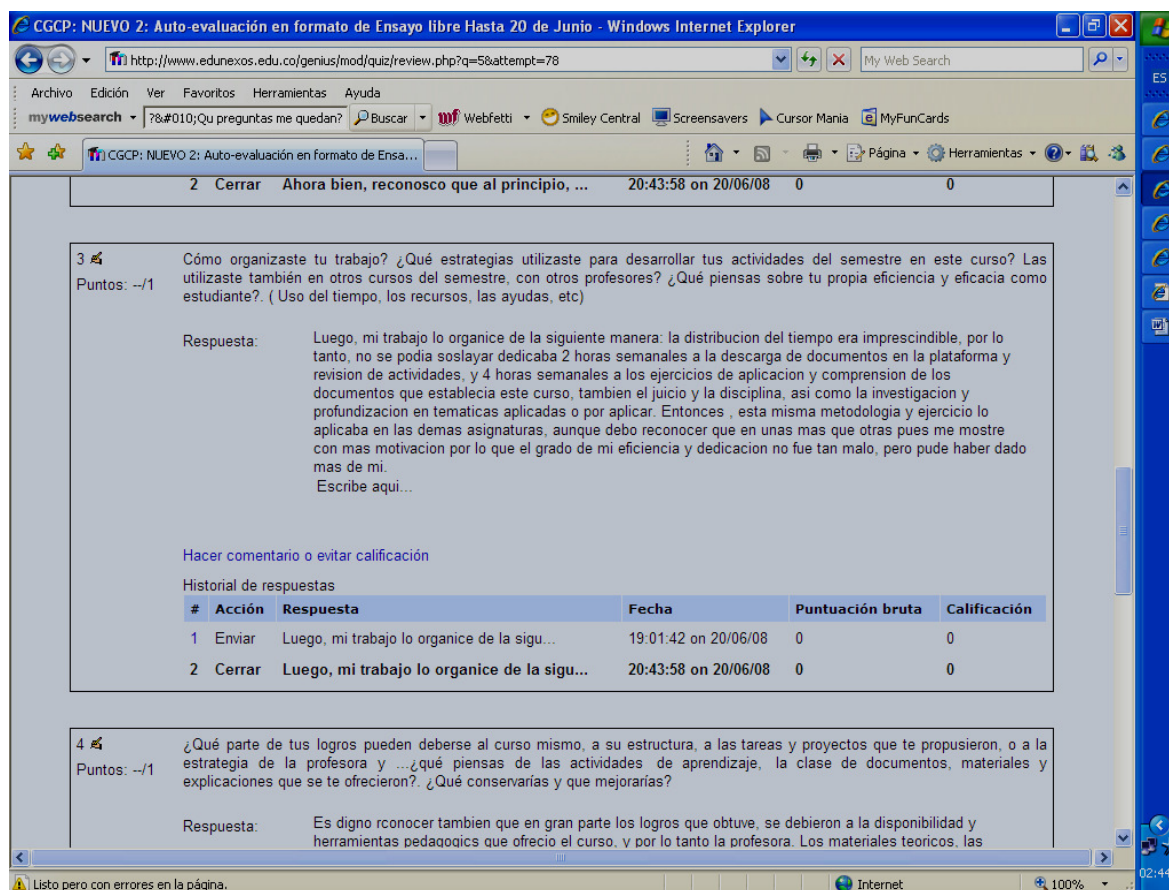 CGCP: NUEVO 2: Auto-evaluación en formato de Ensayo libre Hasta 20 de Junio - Windows Internet Explorer
http://www.edunexos.edu.co/genius/mod/quiz/review.php?q=5&attempt=78
My Web Search
Archivo Edición Ver Favoritos Herramientas Ayuda
mywebsearch ?&#010;Qu preguntas me quedan? Buscar Webfetti Smiley Central Screensavers Cursor Mania MyFunCards
CGCP: NUEVO 2: Auto-evaluación en formato de Ensa... Página Herramientas
ES
2 Cerrar Ahora bien, reconosco que al principio, ... 20:43:58 on 20/06/08 0 0
3
Puntos: --/1
Cómo organizaste tu trabajo? ¿Qué estrategias utilizaste para desarrollar tus actividades del semestre en este curso? Las
utilizaste también en otros cursos del semestre, con otros profesores? ¿Qué piensas sobre tu propia eficiencia y eficacia como
estudiante?. ( Uso del tiempo, los recursos, las ayudas, etc)
Respuesta:
Luego, mi trabajo lo organice de la siguiente manera: la distribucion del tiempo era imprescindible, por lo
tanto, no se podia soslayar dedicaba 2 horas semanales a la descarga de documentos en la plataforma y
revision de actividades, y 4 horas semanales a los ejercicios de aplicacion y comprension de los
documentos que establecia este curso, tambien el juicio y la disciplina, asi como la investigacion y
profundizacion en tematicas aplicadas o por aplicar. Entonces , esta misma metodologia y ejercicio lo
aplicaba en las demas asignaturas, aunque debo reconocer que en unas mas que otras pues me mostre
con mas motivacion por lo que el grado de mi eficiencia y dedicacion no fue tan malo, pero pude haber dado
mas de mi.
Escribe aqui...
Hacer comentario o evitar calificación
Historial de respuestas
# Acción Respuesta Fecha Puntuación bruta Calificación
1 Enviar Luego, mi trabajo lo organice de la sigu... 19:01:42 on 20/06/08 0 0
2 Cerrar Luego, mi trabajo lo organice de la sigu... 20:43:58 on 20/06/08 0 0
4
Puntos: --/1
¿Qué parte de tus logros pueden deberse al curso mismo, a su estructura, a las tareas y proyectos que te propusieron, o a la
estrategia de la profesora y ...¿qué piensas de las actividades de aprendizaje, la clase de documentos, materiales y
explicaciones que se te ofrecieron?. ¿Qué conservarías y que mejorarías?
Respuesta:
Es digno rconocer tambien que en gran parte los logros que obtuve, se debieron a la disponibilidad y
herramientas pedagogics que ofrecio el curso, y por lo tanto la profesora. Los materiales teoricos, las
Listo pero con errores en la página. Internet 100%
02:44